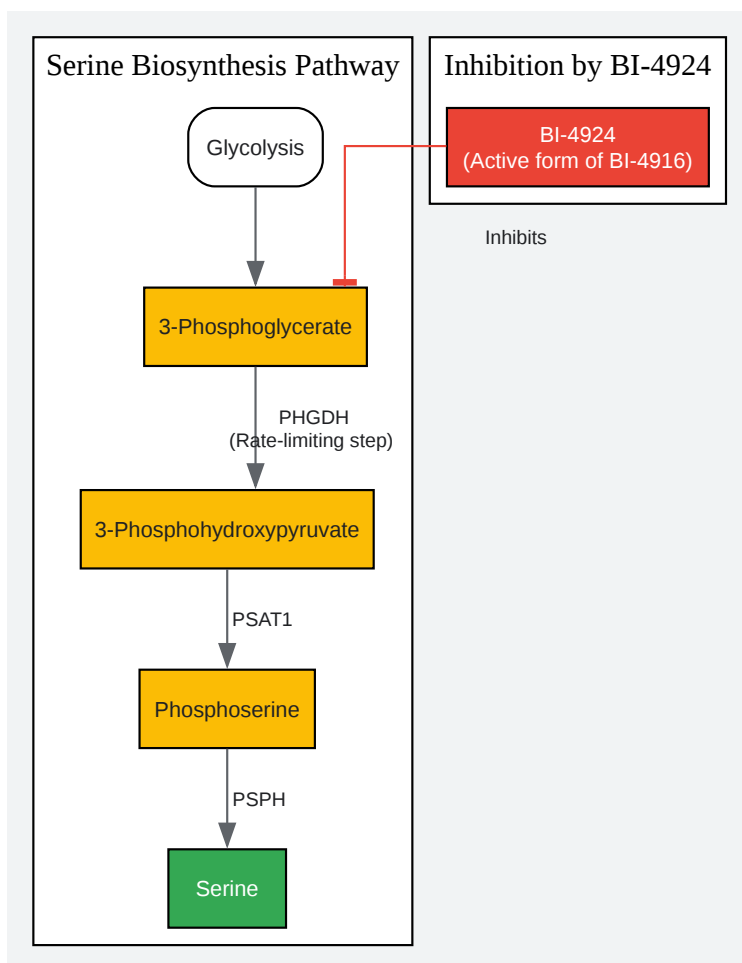 Serine Biosynthesis Pathway
Inhibition by BI-4924
Glycolysis
BI-4924
(Active form of BI-4916)
Inhibits
3-Phosphoglycerate
PHGDH
(Rate-limiting step)
3-Phosphohydroxypyruvate
PSAT1
Phosphoserine
PSPH
Serine